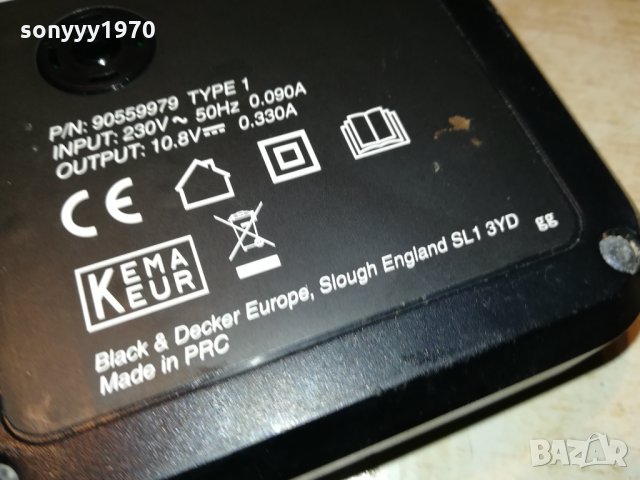 sonyyy1970
P/N: 90559979 TYPE 1
INPUT: 230V~ 50Hz 0.090A
OUTPUT: 10.8V⎓ 0.330A
CE
KEMA
KEUR
Black & Decker Europe, Slough England SL1 3YD gg
Made in PRC
BAZAR